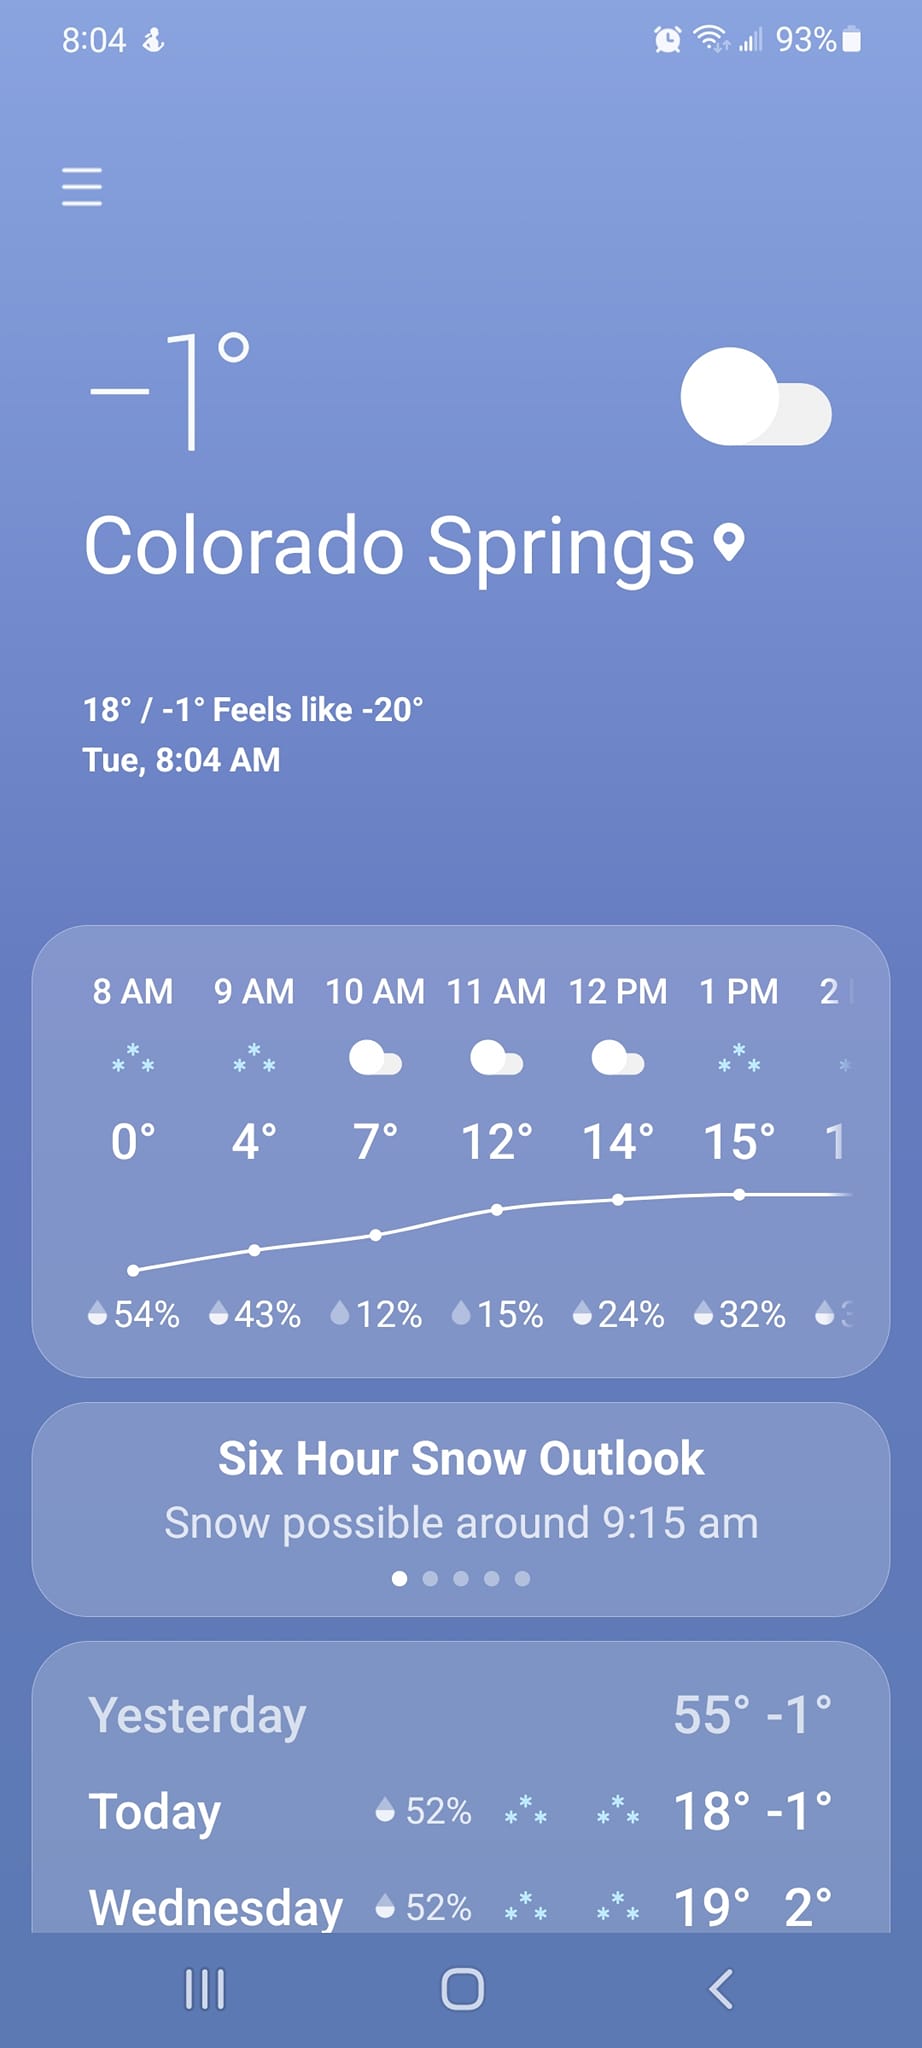 8:04 93%
−1°
Colorado Springs
18° / -1° Feels like -20°
Tue, 8:04 AM
8 AM 9 AM 10 AM 11 AM 12 PM 1 PM 2
0° 4° 7° 12° 14° 15° 1
54% 43% 12% 15% 24% 32%
Six Hour Snow Outlook
Snow possible around 9:15 am
Yesterday 55° -1°
Today 52% 18° -1°
Wednesday 52% 19° 2°